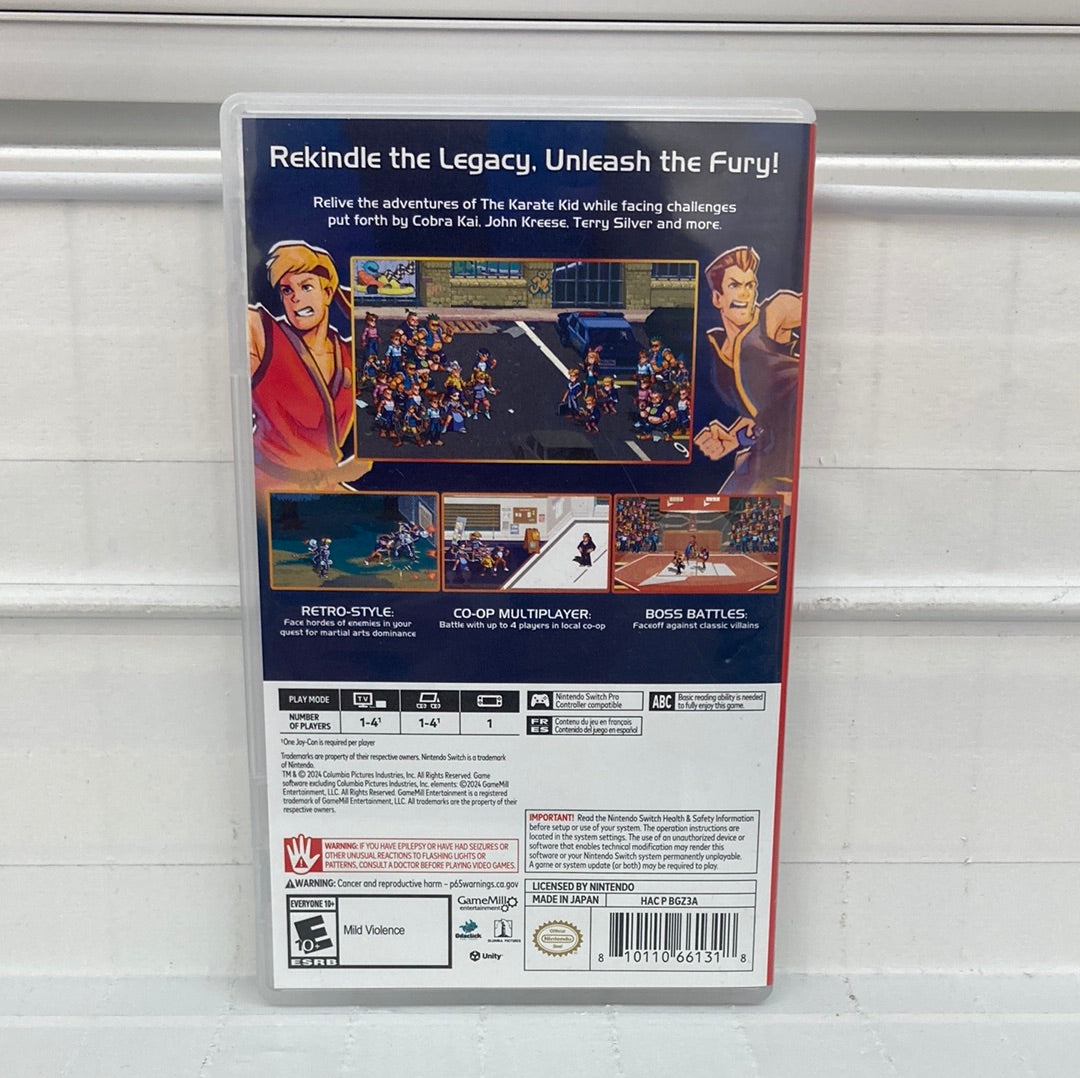 Rekindle the Legacy, Unleash the Fury!
Relive the adventures of The Karate Kid while facing challenges
put forth by Cobra Kai, John Kreese, Terry Silver and more.
RETRO-STYLE:
Face hordes of enemies in your
quest for martial arts dominance
CO-OP MULTIPLAYER:
Battle with up to 4 players in local co-op
BOSS BATTLES:
Faceoff against classic villains
PLAY MODE
TV
NUMBER
OF PLAYERS
1-4¹
1-4¹
1
Nintendo Switch Pro
Controller compatible
ABC
Basic reading ability is needed
to fully enjoy this game.
FR
ES
Contenu du jeu en français
Contenido del juego en español
¹One Joy-Con is required per player
Trademarks are property of their respective owners. Nintendo Switch is a trademark
of Nintendo.
TM & © 2024 Columbia Pictures Industries, Inc. All Rights Reserved. Game
software excluding Columbia Pictures Industries, Inc. elements: ©2024 GameMill
Entertainment, LLC. All Rights Reserved. GameMill Entertainment is a registered
trademark of GameMill Entertainment, LLC. All trademarks are the property of their
respective owners.
WARNING: IF YOU HAVE EPILEPSY OR HAVE HAD SEIZURES OR
OTHER UNUSUAL REACTIONS TO FLASHING LIGHTS OR
PATTERNS, CONSULT A DOCTOR BEFORE PLAYING VIDEO GAMES.
WARNING: Cancer and reproductive harm - p65warnings.ca.gov
EVERYONE 10+
E
10+
ESRB
Mild Violence
GameMill
entertainment
Odaclick
COLUMBIA PICTURES
Unity
IMPORTANT! Read the Nintendo Switch Health & Safety Information
before setup or use of your system. The operation instructions are
located in the system settings. The use of an unauthorized device or
software that enables technical modification may render this
software or your Nintendo Switch system permanently unplayable.
A game or system update (or both) may be required to play.
LICENSED BY NINTENDO
MADE IN JAPAN
HAC P BGZ3A
Official
Nintendo
Seal
8 10110 66131 8